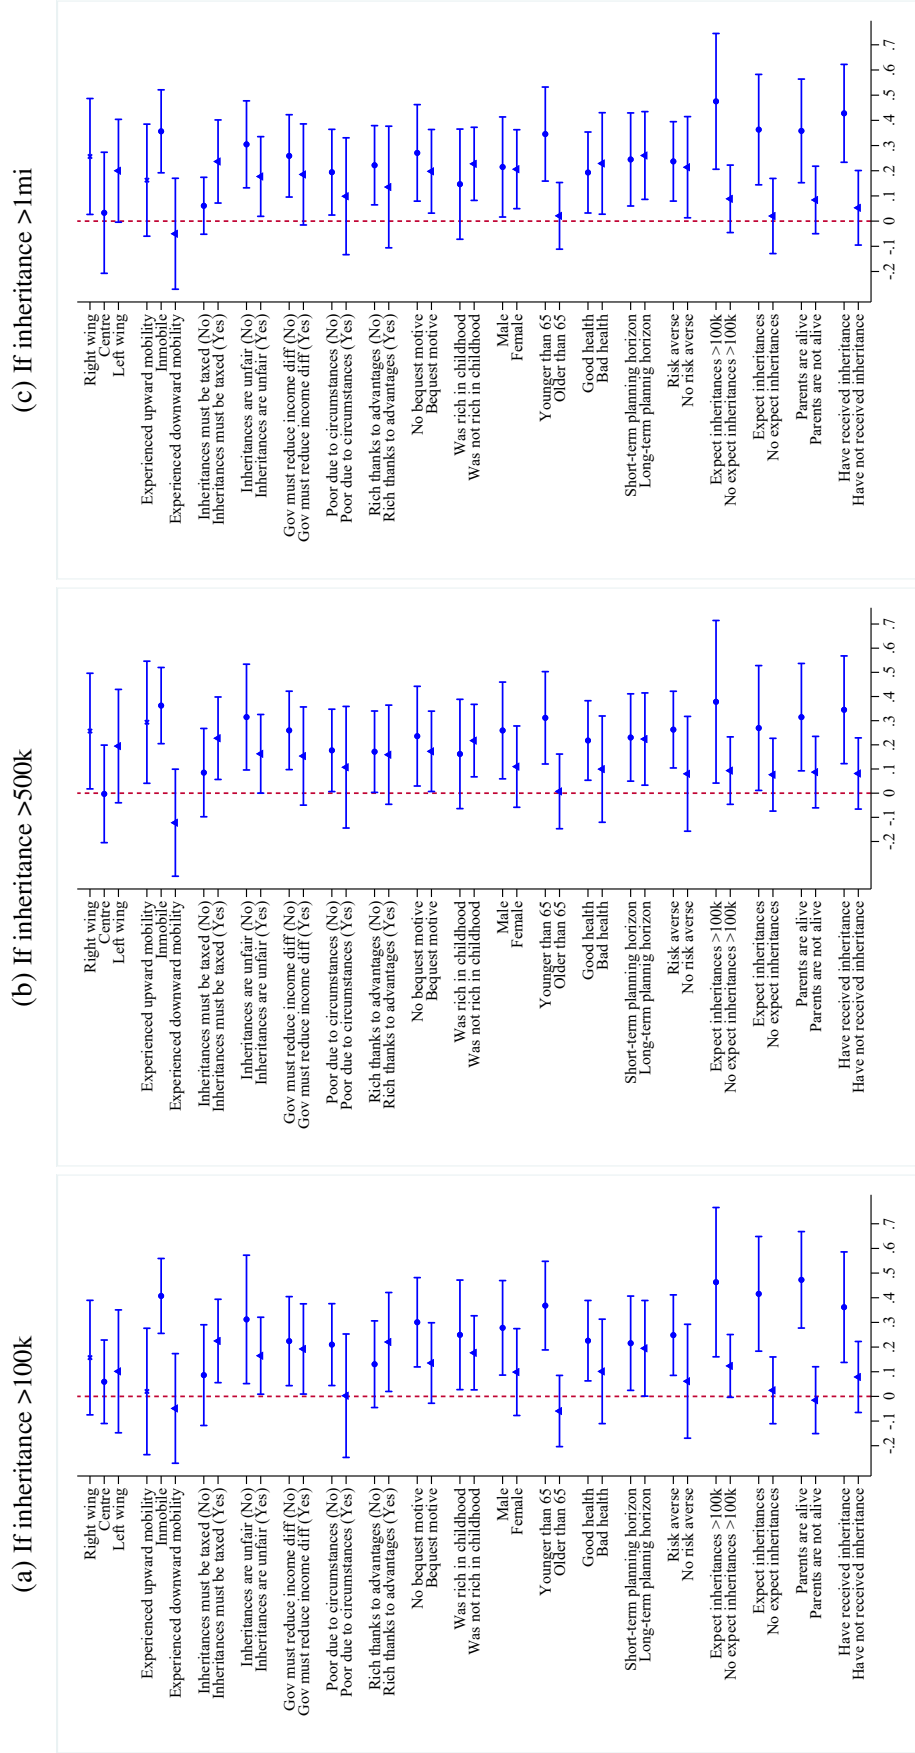 (a) If inheritance >100k
Right wing
Centre
Left wing
Experienced upward mobility
Inmobile
Experienced downward mobility
Inheritances must be taxed (No)
Inheritances must be taxed (Yes)
Inheritances are unfair (No)
Inheritances are unfair (Yes)
Gov must reduce income diff (No)
Gov must reduce income diff (Yes)
Poor due to circumstances (No)
Poor due to circumstances (Yes)
Rich thanks to advantages (No)
Rich thanks to advantages (Yes)
No bequest motive
Bequest motive
Was rich in childhood
Was not rich in childhood
Male
Female
Younger than 65
Older than 65
Good health
Bad health
Short-term planning horizon
Long-term plannig horizon
Risk averse
No risk averse
Expect inheritances >100k
No expect inheritances >100k
Expect inheritances
No expect inheritances
Parents are alive
Parents are not alive
Have received inheritance
Have not received inheritance
-.2 -.1 0 .1 .2 .3 .4 .5 .6 .7
(b) If inheritance >500k
Right wing
Centre
Left wing
Experienced upward mobility
Inmobile
Experienced downward mobility
Inheritances must be taxed (No)
Inheritances must be taxed (Yes)
Inheritances are unfair (No)
Inheritances are unfair (Yes)
Gov must reduce income diff (No)
Gov must reduce income diff (Yes)
Poor due to circumstances (No)
Poor due to circumstances (Yes)
Rich thanks to advantages (No)
Rich thanks to advantages (Yes)
No bequest motive
Bequest motive
Was rich in childhood
Was not rich in childhood
Male
Female
Younger than 65
Older than 65
Good health
Bad health
Short-term planning horizon
Long-term plannig horizon
Risk averse
No risk averse
Expect inheritances >100k
No expect inheritances >100k
Expect inheritances
No expect inheritances
Parents are alive
Parents are not alive
Have received inheritance
Have not received inheritance
-.2 -.1 0 .1 .2 .3 .4 .5 .6 .7
(c) If inheritance >1mi
Right wing
Centre
Left wing
Experienced upward mobility
Inmobile
Experienced downward mobility
Inheritances must be taxed (No)
Inheritances must be taxed (Yes)
Inheritances are unfair (No)
Inheritances are unfair (Yes)
Gov must reduce income diff (No)
Gov must reduce income diff (Yes)
Poor due to circumstances (No)
Poor due to circumstances (Yes)
Rich thanks to advantages (No)
Rich thanks to advantages (Yes)
No bequest motive
Bequest motive
Was rich in childhood
Was not rich in childhood
Male
Female
Younger than 65
Older than 65
Good health
Bad health
Short-term planning horizon
Long-term plannig horizon
Risk averse
No risk averse
Expect inheritances >100k
No expect inheritances >100k
Expect inheritances
No expect inheritances
Parents are alive
Parents are not alive
Have received inheritance
Have not received inheritance
-.2 -.1 0 .1 .2 .3 .4 .5 .6 .7